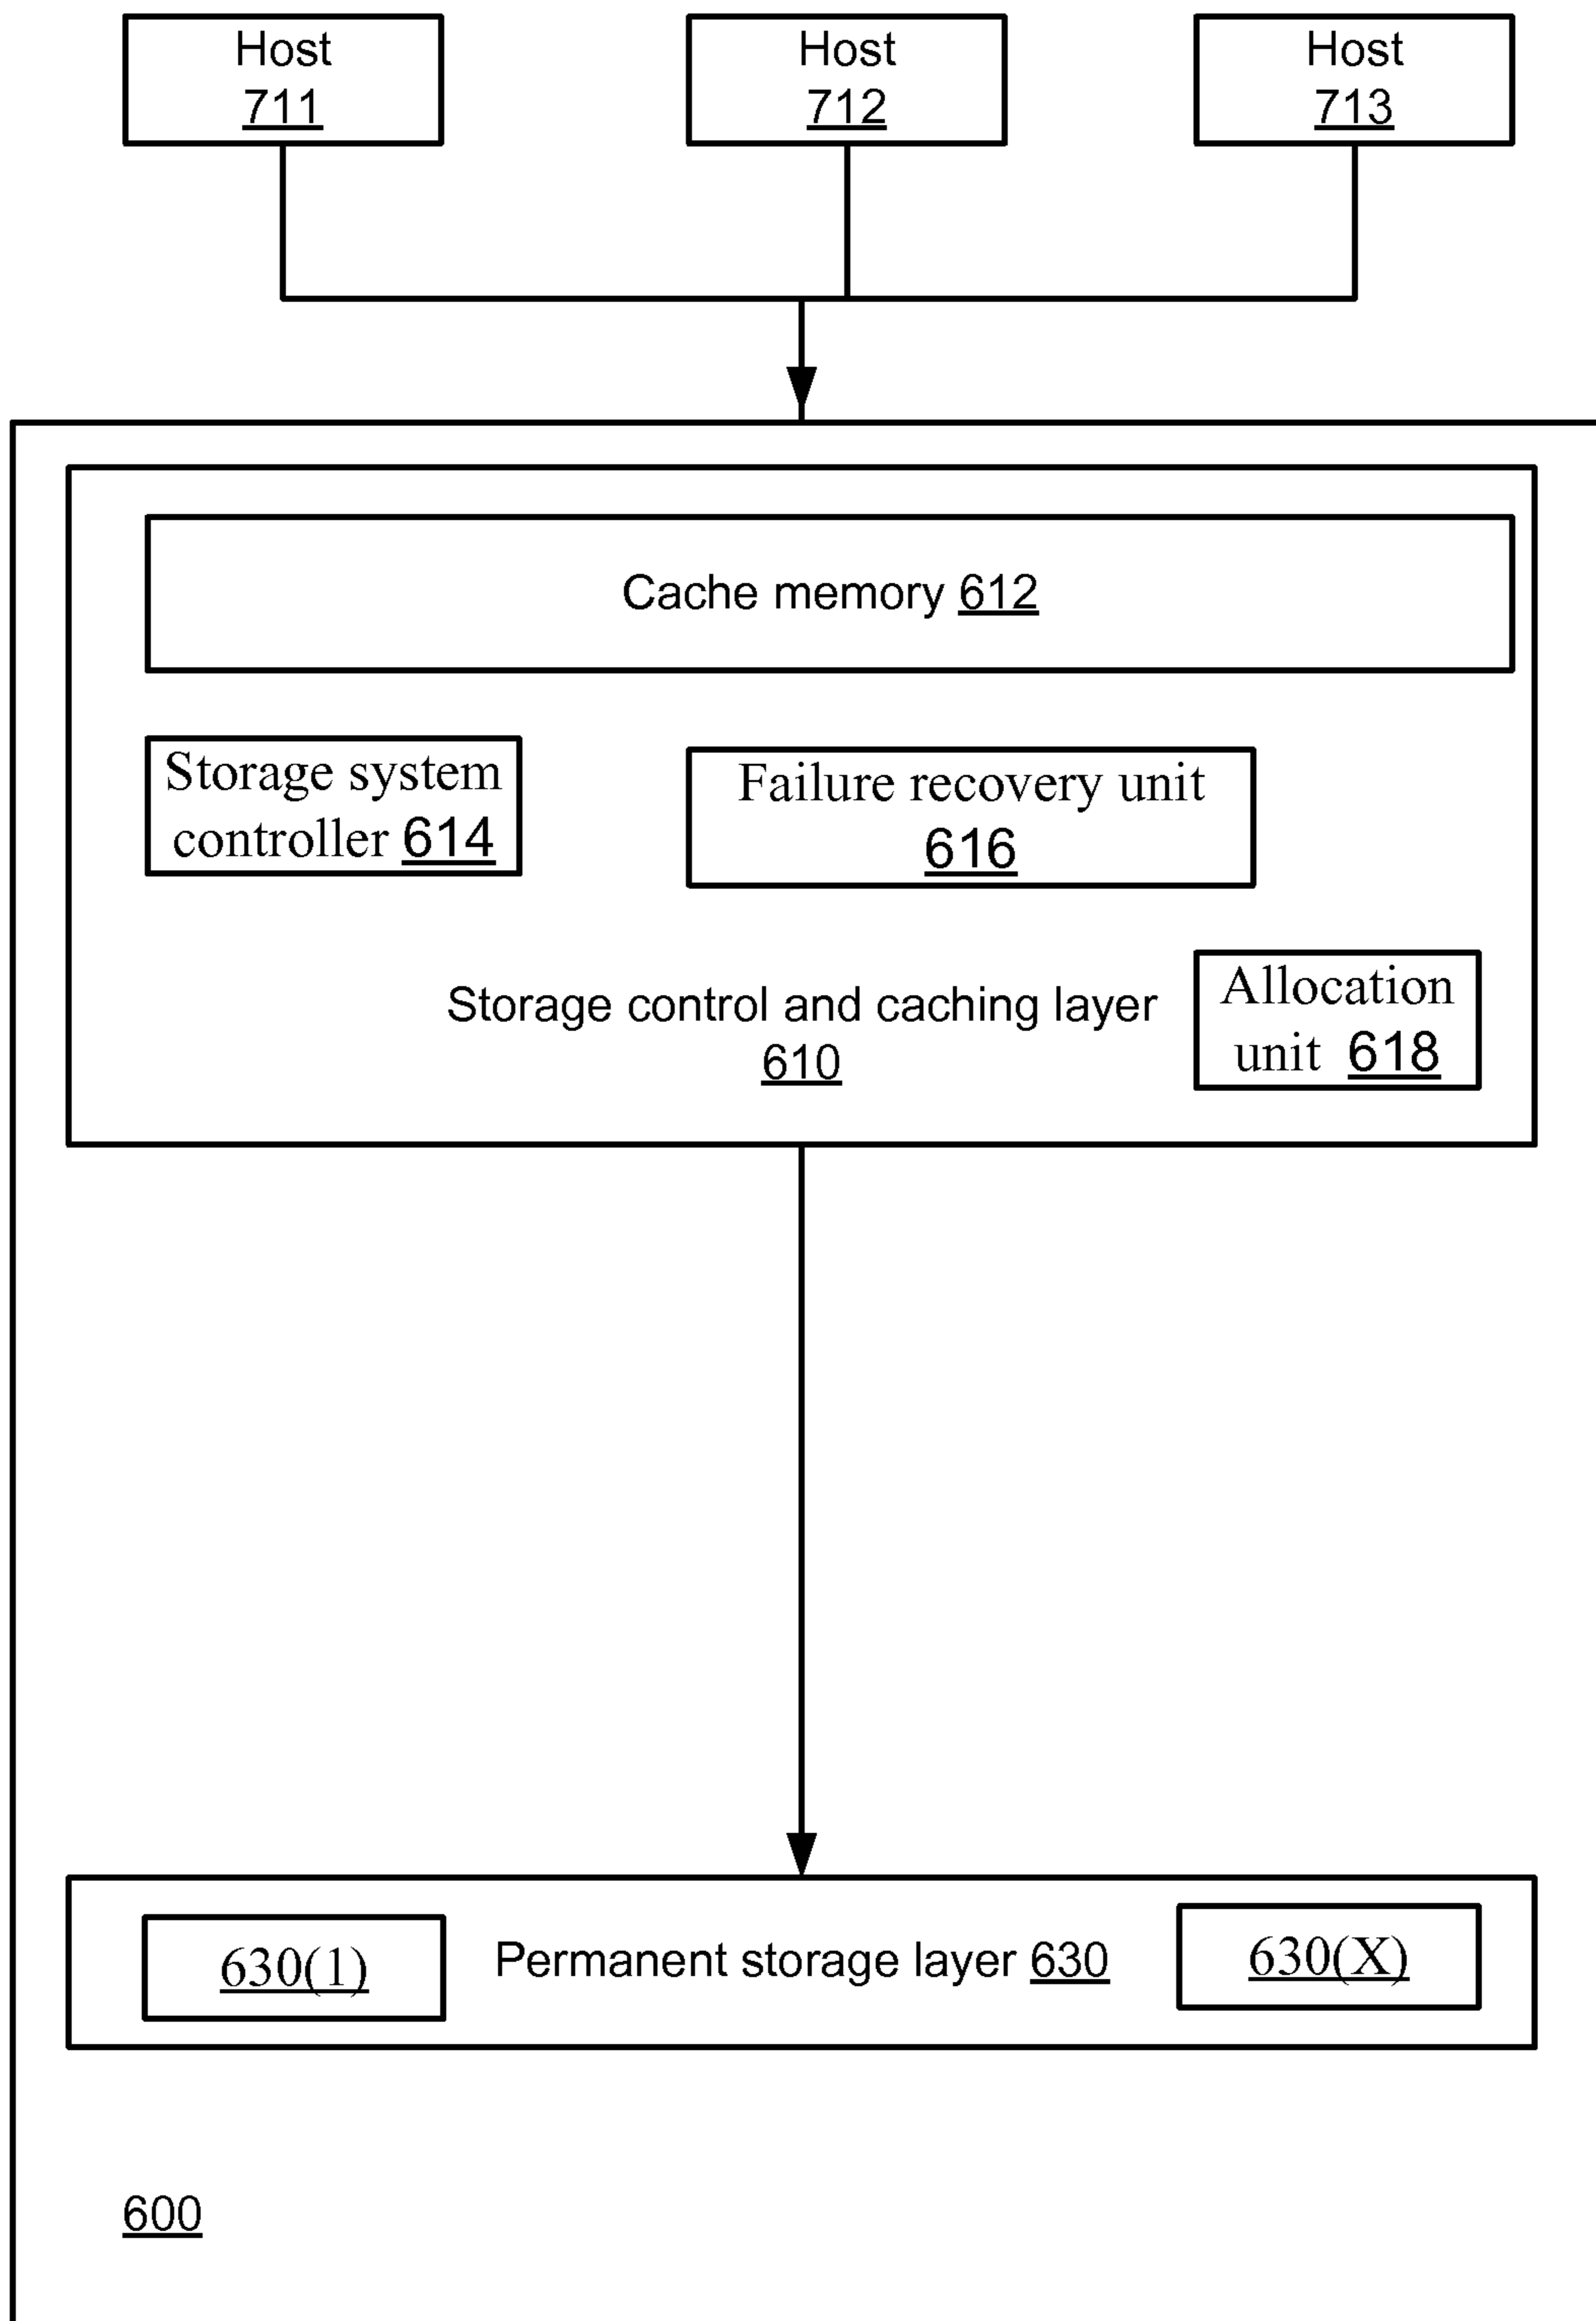 Host
711
Host
712
Host
713
Cache memory 612
Storage system
controller 614
Failure recovery unit
616
Storage control and caching layer
610
Allocation
unit 618
630(1)
Permanent storage layer 630
630(X)
600